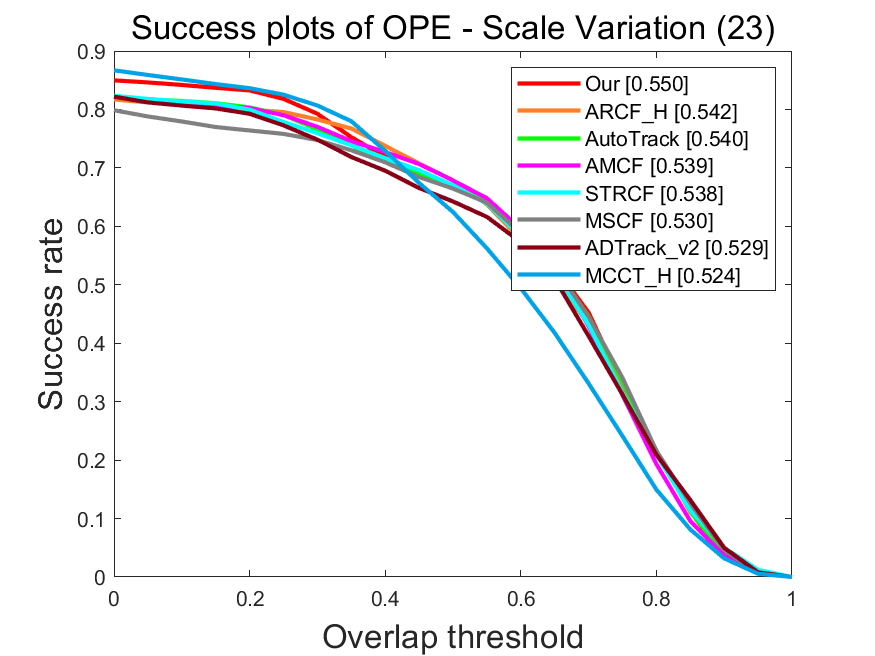 Success plots of OPE - Scale Variation (23)
0.9
0.8
0.7
0.6
0.5
0.4
0.3
0.2
0.1
0
Success rate
Our [0.550]
ARCF_H [0.542]
AutoTrack [0.540]
AMCF [0.539]
STRCF [0.538]
MSCF [0.530]
ADTrack_v2 [0.529]
MCCT_H [0.524]
0 0.2 0.4 0.6 0.8 1
Overlap threshold